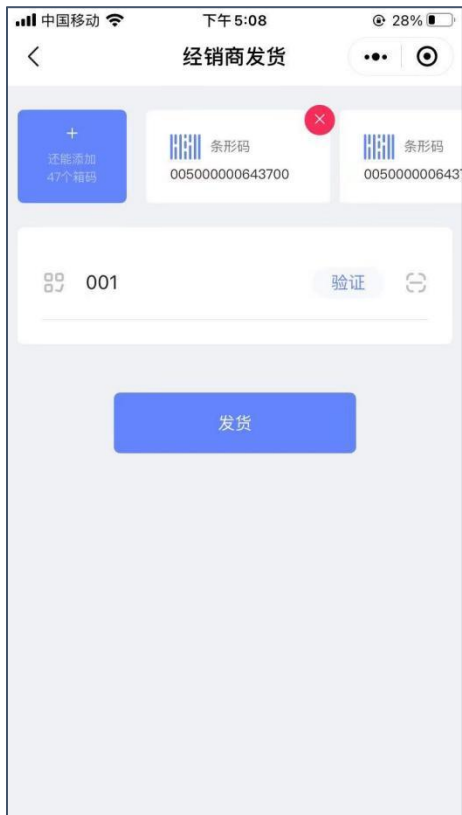 中国移动 下午5:08 28%
经销商发货
+
还能添加
47个箱码
条形码
005000000643700
条形码
005000000643
001 验证
发货